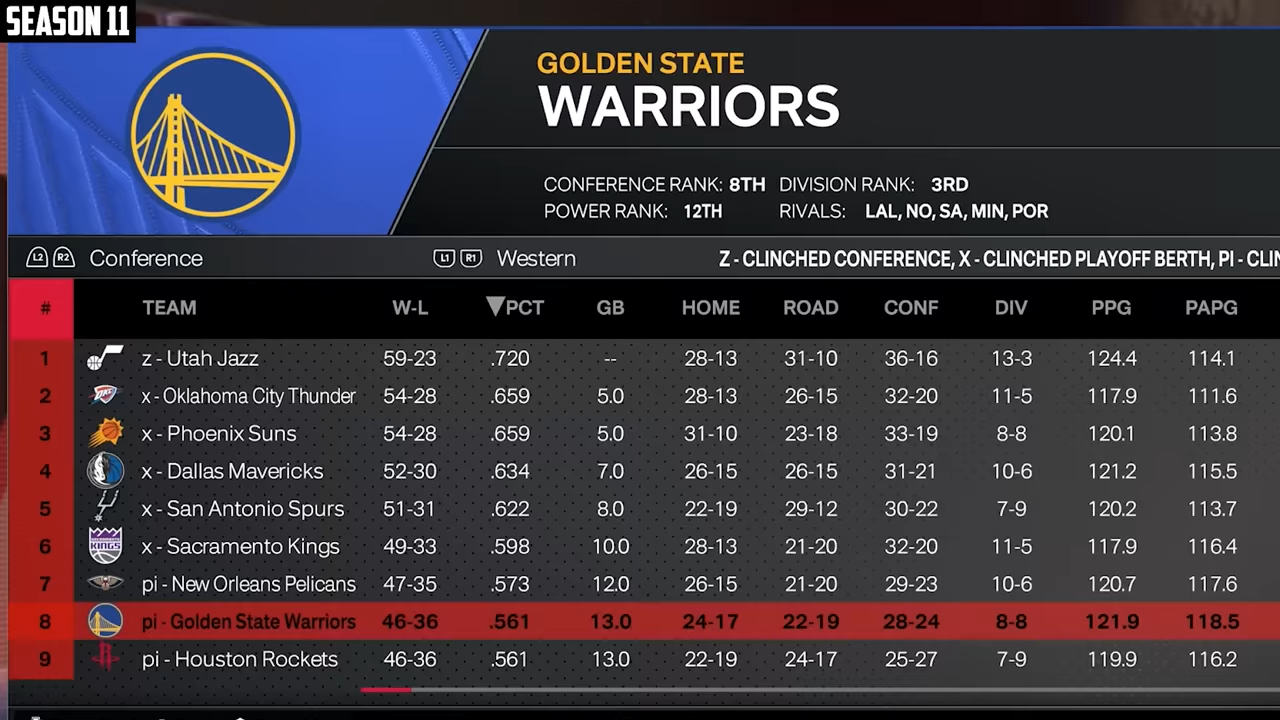 SEASON 11
GOLDEN STATE
WARRIORS
CONFERENCE RANK: 8TH DIVISION RANK: 3RD
POWER RANK: 12TH RIVALS: LAL, NO, SA, MIN, POR
L2 R2 Conference L1 R1 Western Z - CLINCHED CONFERENCE, X - CLINCHED PLAYOFF BERTH, PI - CLIN
# TEAM W-L PCT GB HOME ROAD CONF DIV PPG PAPG
1 z - Utah Jazz 59-23 .720 -- 28-13 31-10 36-16 13-3 124.4 114.1
2 x - Oklahoma City Thunder 54-28 .659 5.0 28-13 26-15 32-20 11-5 117.9 111.6
3 x - Phoenix Suns 54-28 .659 5.0 31-10 23-18 33-19 8-8 120.1 113.8
4 x - Dallas Mavericks 52-30 .634 7.0 26-15 26-15 31-21 10-6 121.2 115.5
5 x - San Antonio Spurs 51-31 .622 8.0 22-19 29-12 30-22 7-9 120.2 113.7
6 KINGS x - Sacramento Kings 49-33 .598 10.0 28-13 21-20 32-20 11-5 117.9 116.4
7 pi - New Orleans Pelicans 47-35 .573 12.0 26-15 21-20 29-23 10-6 120.7 117.6
8 pi - Golden State Warriors 46-36 .561 13.0 24-17 22-19 28-24 8-8 121.9 118.5
9 pi - Houston Rockets 46-36 .561 13.0 22-19 24-17 25-27 7-9 119.9 116.2